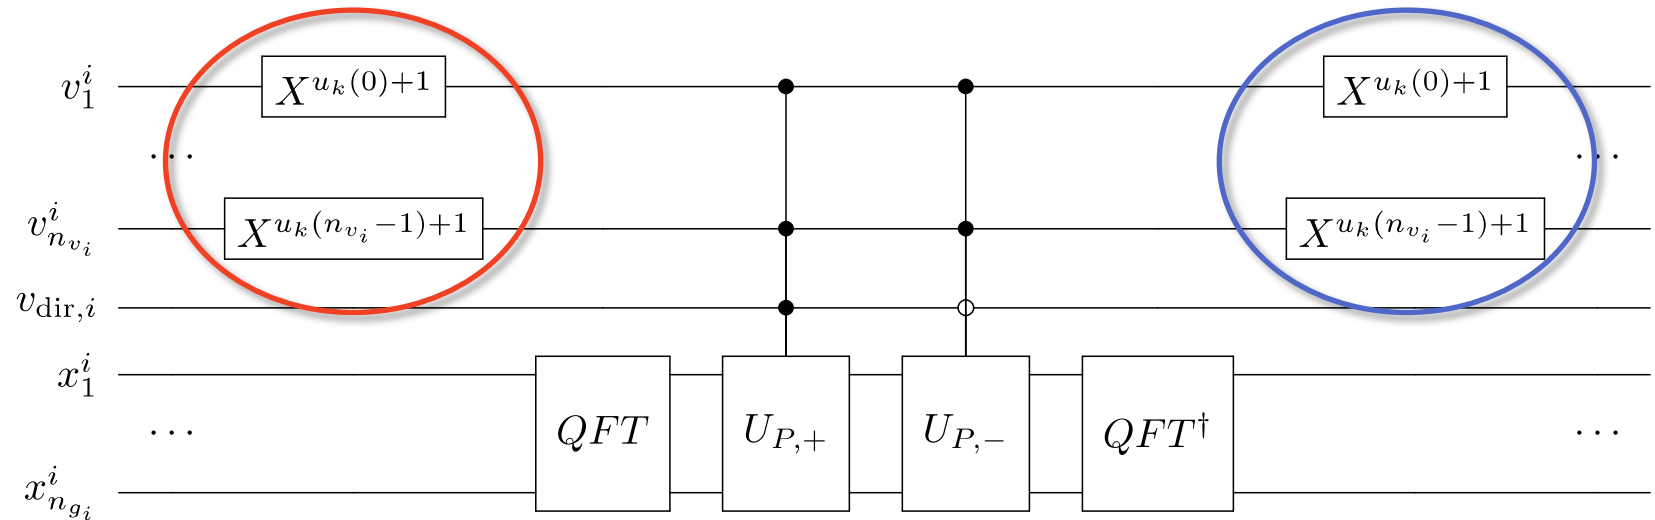 v_1^i X^{u_k(0)+1} X^{u_k(0)+1}
... ...
v_{n_{v_i}}^i X^{u_k(n_{v_i}-1)+1} X^{u_k(n_{v_i}-1)+1}
v_{dir,i}
x_1^i
... QFT U_{P,+} U_{P,-} QFT^† ...
x_{n_{g_i}}^i